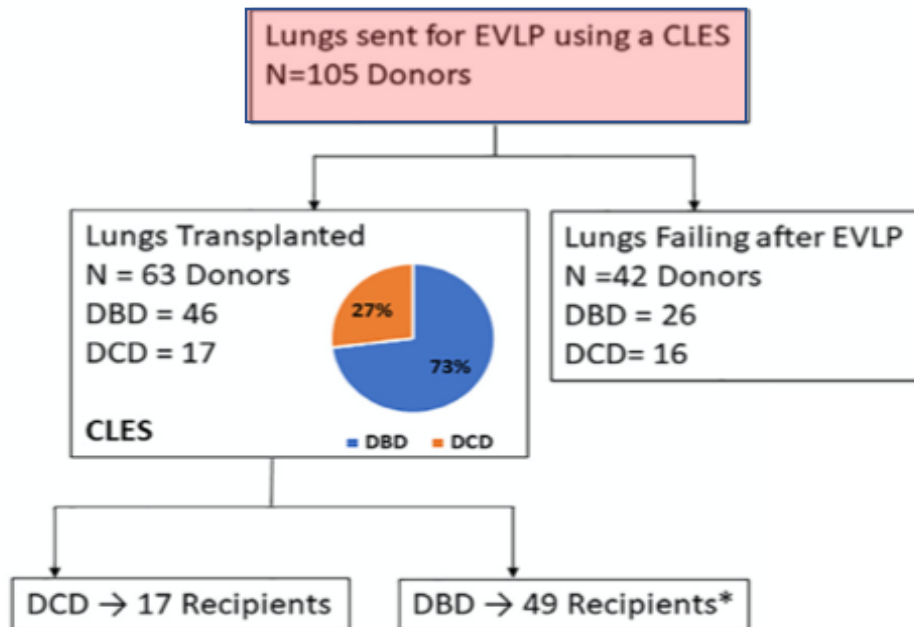 Lungs sent for EVLP using a CLES
N=105 Donors
Lungs Transplanted
N = 63 Donors
DBD = 46
DCD = 17
27%
73%
CLES
DBD DCD
Lungs Failing after EVLP
N =42 Donors
DBD = 26
DCD= 16
DCD → 17 Recipients
DBD → 49 Recipients*